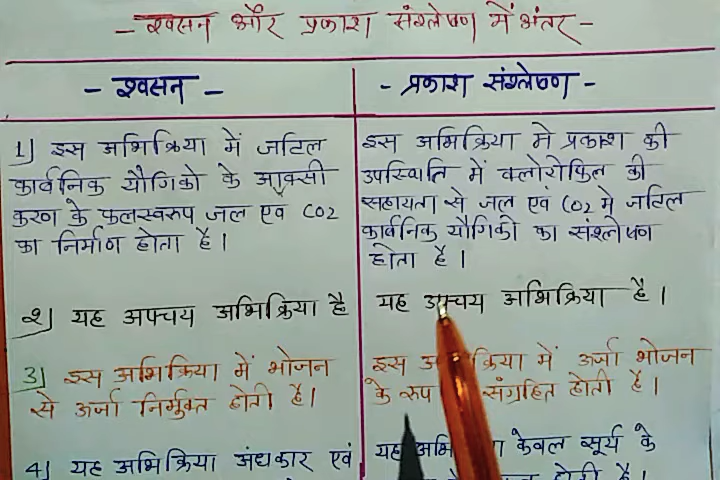 - श्वसन और प्रकाश संश्लेषण में अंतर -
- श्वसन -
- प्रकाश संश्लेषण -
1) इस अभिक्रिया में जटिल
कार्बनिक यौगिको के आक्सी
करण के फलस्वरुप जल एवं CO2
का निर्माण होता है।
इस अभिक्रिया मे प्रकाश की
उपस्थिति में क्लोरोफिल की
सहायता से जल एवं CO2 मे जटिल
कार्बनिक यौगिको का संश्लेषण
होता है।
2) यह अपचय अभिक्रिया है
यह उपचय अभिक्रिया है।
3) इस अभिक्रिया में भोजन
से ऊर्जा निर्मुक्त होती है।
इस क्रिया में ऊर्जा भोजन
के रूप संग्रहित होती है।
4) यह अभिक्रिया अंधकार एवं
यह केवल सूर्य के
होती है।